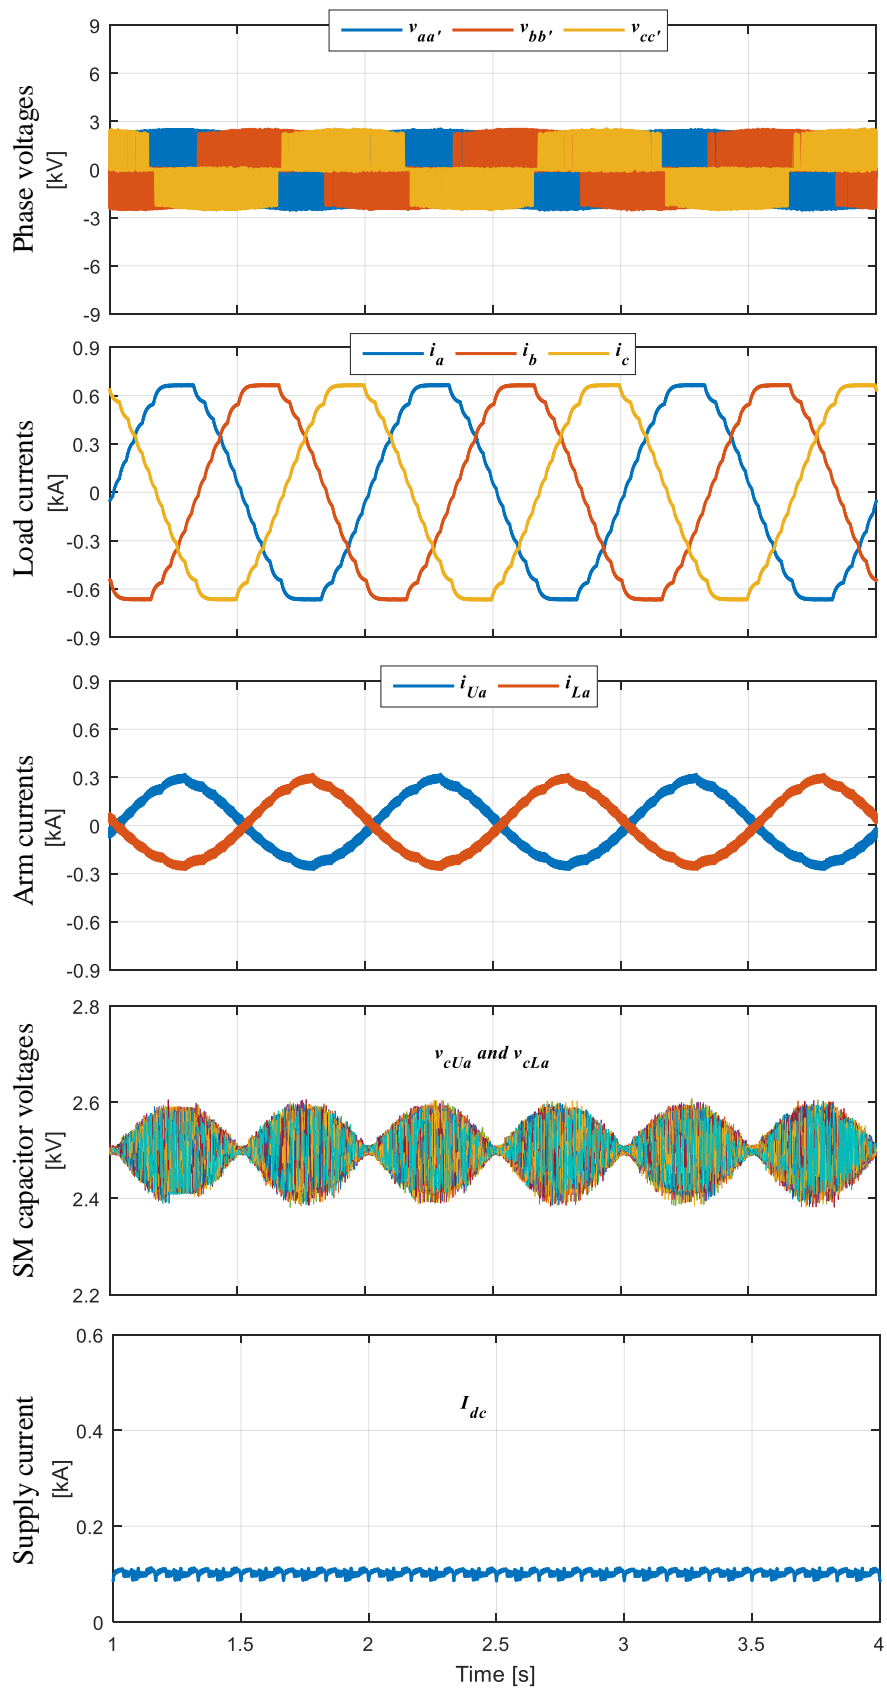 v_aa' v_bb' v_cc'
Phase voltages
[kV]
9
6
3
0
-3
-6
-9
i_a i_b i_c
Load currents
[kA]
0.9
0.6
0.3
0
-0.3
-0.6
-0.9
i_Ua i_La
Arm currents
[kA]
0.9
0.6
0.3
0
-0.3
-0.6
-0.9
v_cUa and v_cLa
SM capacitor voltages
[kV]
2.8
2.6
2.4
2.2
I_dc
Supply current
[kA]
0.6
0.4
0.2
0
1 1.5 2 2.5 3 3.5 4
Time [s]